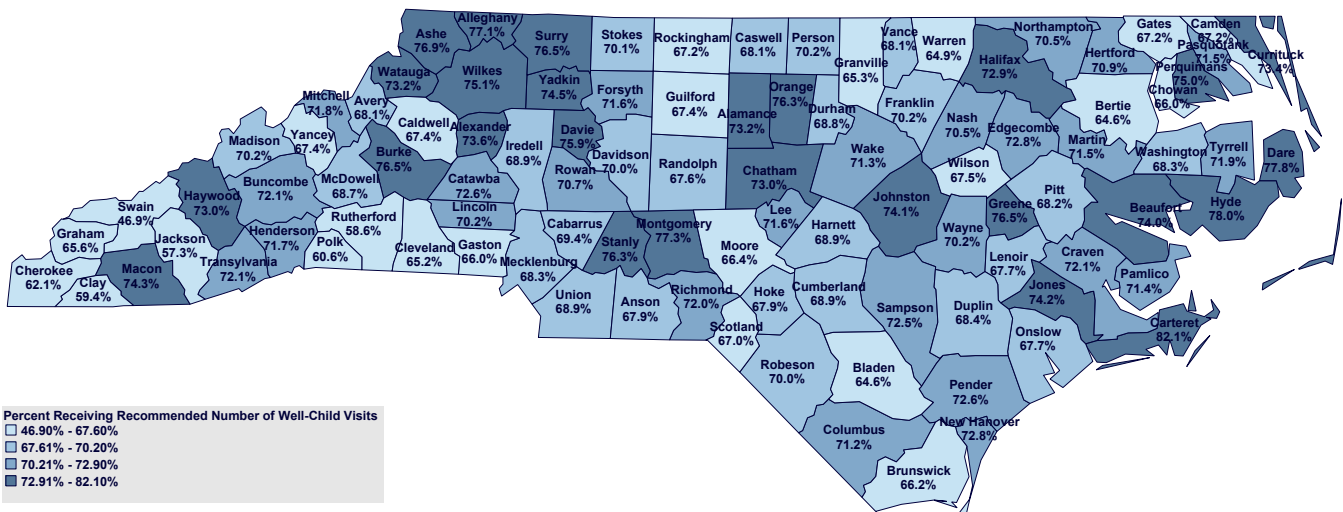 Alleghany
77.1%
Ashe
76.9%
Surry
76.5%
Stokes
70.1%
Rockingham
67.2%
Caswell
68.1%
Person
70.2%
Vance
68.1%
Granville
65.3%
Warren
64.9%
Northampton
70.5%
Gates
67.2%
Camden
67.2%
Pasquotank
71.5%
Currituck
73.4%
Hertford
70.9%
Halifax
72.9%
Perquimans
75.0%
Chowan
66.0%
Watauga
73.2%
Wilkes
75.1%
Yadkin
74.5%
Forsyth
71.6%
Guilford
67.4%
Alamance
73.2%
Orange
76.3%
Durham
68.8%
Franklin
70.2%
Nash
70.5%
Edgecombe
72.8%
Bertie
64.6%
Martin
71.5%
Washington
68.3%
Tyrrell
71.9%
Dare
77.8%
Mitchell
71.8%
Avery
68.1%
Yancey
67.4%
Caldwell
67.4%
Alexander
73.6%
Iredell
68.9%
Davie
75.9%
Davidson
70.0%
Randolph
67.6%
Chatham
73.0%
Wake
71.3%
Wilson
67.5%
Pitt
68.2%
Beaufort
74.0%
Hyde
78.0%
Madison
70.2%
Buncombe
72.1%
McDowell
68.7%
Burke
76.5%
Catawba
72.6%
Rowan
70.7%
Lincoln
70.2%
Haywood
73.0%
Swain
46.9%
Graham
65.6%
Jackson
57.3%
Henderson
71.7%
Transylvania
72.1%
Polk
60.6%
Rutherford
58.6%
Cleveland
65.2%
Gaston
66.0%
Mecklenburg
68.3%
Cabarrus
69.4%
Stanly
76.3%
Montgomery
77.3%
Moore
66.4%
Lee
71.6%
Harnett
68.9%
Johnston
74.1%
Wayne
70.2%
Greene
76.5%
Lenoir
67.7%
Craven
72.1%
Pamlico
71.4%
Cherokee
62.1%
Clay
59.4%
Macon
74.3%
Union
68.9%
Anson
67.9%
Richmond
72.0%
Hoke
67.9%
Cumberland
68.9%
Sampson
72.5%
Duplin
68.4%
Jones
74.2%
Onslow
67.7%
Carteret
82.1%
Scotland
67.0%
Robeson
70.0%
Bladen
64.6%
Pender
72.6%
New Hanover
72.8%
Columbus
71.2%
Brunswick
66.2%
Percent Receiving Recommended Number of Well-Child Visits
46.90% - 67.60%
67.61% - 70.20%
70.21% - 72.90%
72.91% - 82.10%